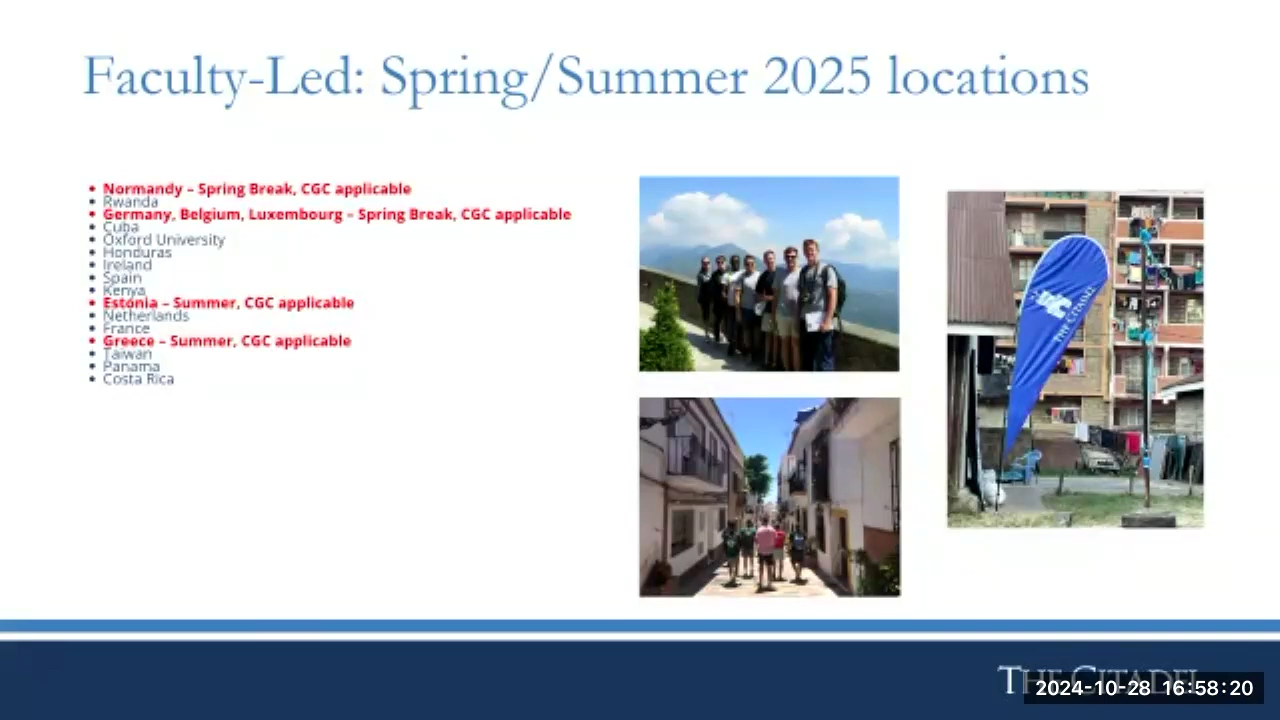 Faculty-Led: Spring/Summer 2025 locations
• Normandy – Spring Break, CGC applicable
• Rwanda
• Germany, Belgium, Luxembourg – Spring Break, CGC applicable
• Cuba
• Oxford University
• Honduras
• Ireland
• Spain
• Kenya
• Estonia – Summer, CGC applicable
• Netherlands
• France
• Greece – Summer, CGC applicable
• Taiwan
• Panama
• Costa Rica
THE CITADEL
THE CITADEL
2024-10-28 16:58:20